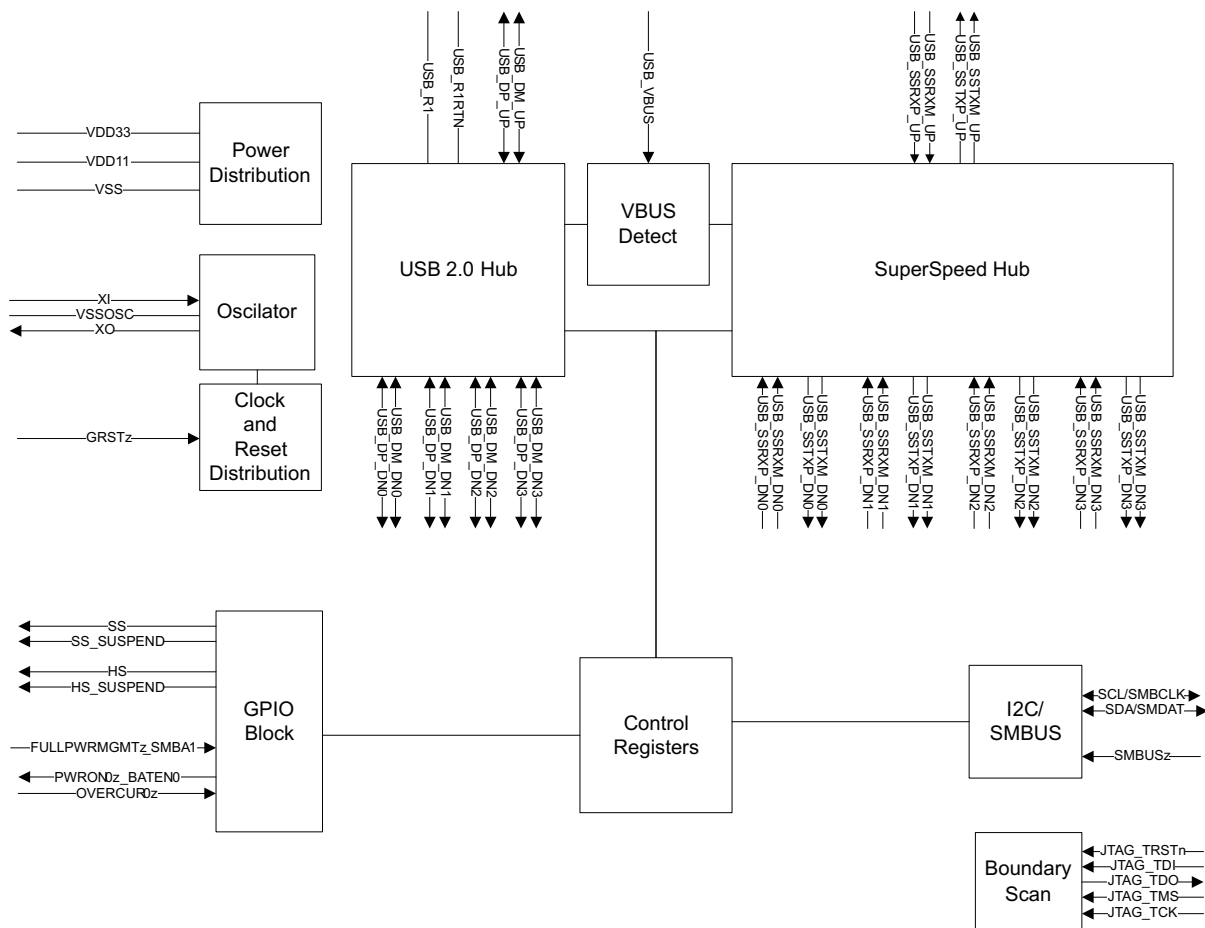 USB_R1
USB_R1RTN
USB_DP_UP
USB_DM_UP
USB_VBUS
USB_SSRXP_UP
USB_SSRXM_UP
USB_SSTXP_UP
USB_SSTXM_UP
VDD33
VDD11
VSS
Power
Distribution
USB 2.0 Hub
VBUS
Detect
SuperSpeed Hub
XI
VSSOSC
XO
Oscilator
GRSTz
Clock
and
Reset
Distribution
USB_DP_DN0
USB_DM_DN0
USB_DP_DN1
USB_DM_DN1
USB_DP_DN2
USB_DM_DN2
USB_DP_DN3
USB_DM_DN3
USB_SSRXP_DN0
USB_SSRXM_DN0
USB_SSTXP_DN0
USB_SSTXM_DN0
USB_SSRXP_DN1
USB_SSRXM_DN1
USB_SSTXP_DN1
USB_SSTXM_DN1
USB_SSRXP_DN2
USB_SSRXM_DN2
USB_SSTXP_DN2
USB_SSTXM_DN2
USB_SSRXP_DN3
USB_SSRXM_DN3
USB_SSTXP_DN3
USB_SSTXM_DN3
SS
SS_SUSPEND
HS
HS_SUSPEND
FULLPWRMGMTz_SMBA1
PWRON0z_BATEN0
OVERCUR0z
GPIO
Block
Control
Registers
I2C/
SMBUS
SCL/SMBCLK
SDA/SMDAT
SMBUSz
Boundary
Scan
JTAG_TRSTn
JTAG_TDI
JTAG_TDO
JTAG_TMS
JTAG_TCK